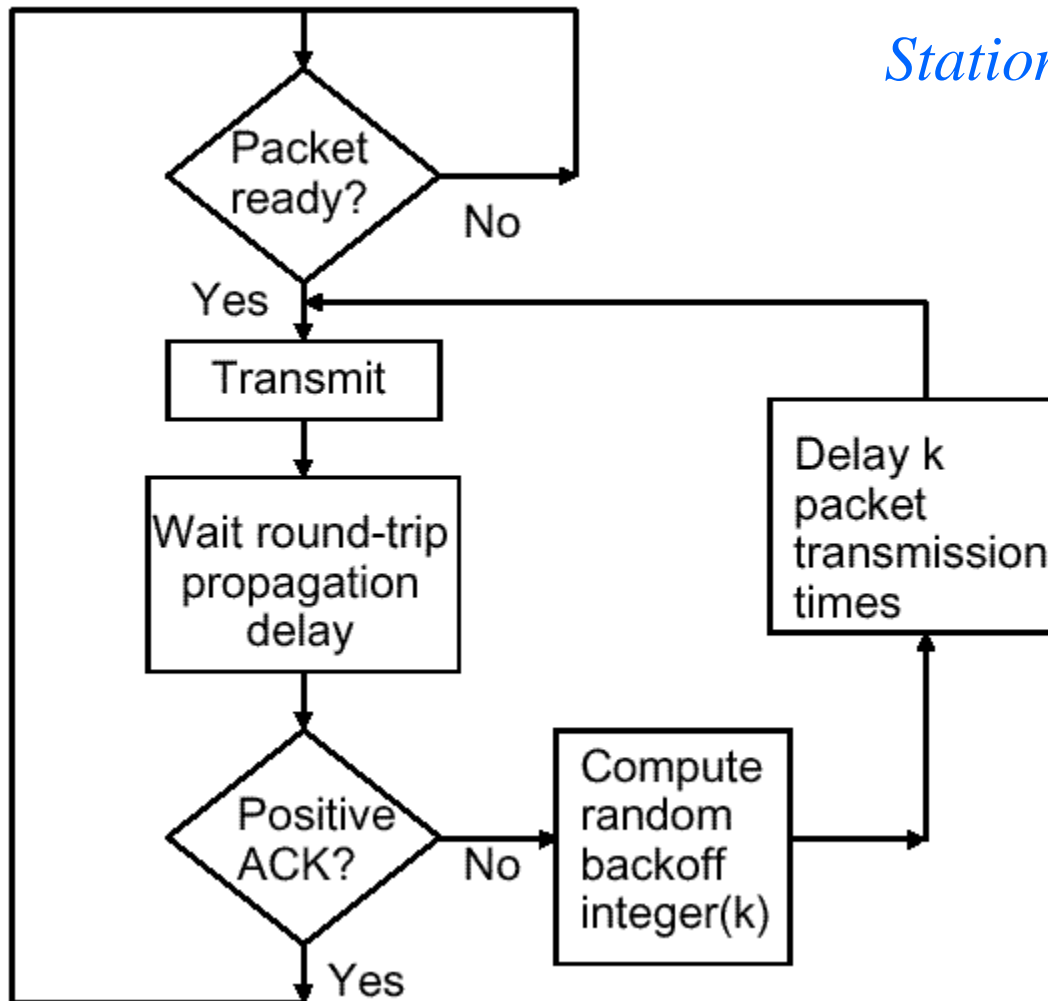 Station
Packet
ready?
No
Yes
Transmit
Wait round-trip
propagation
delay
Delay k
packet
transmission
times
Positive
ACK?
No
Compute
random
backoff
integer(k)
Yes